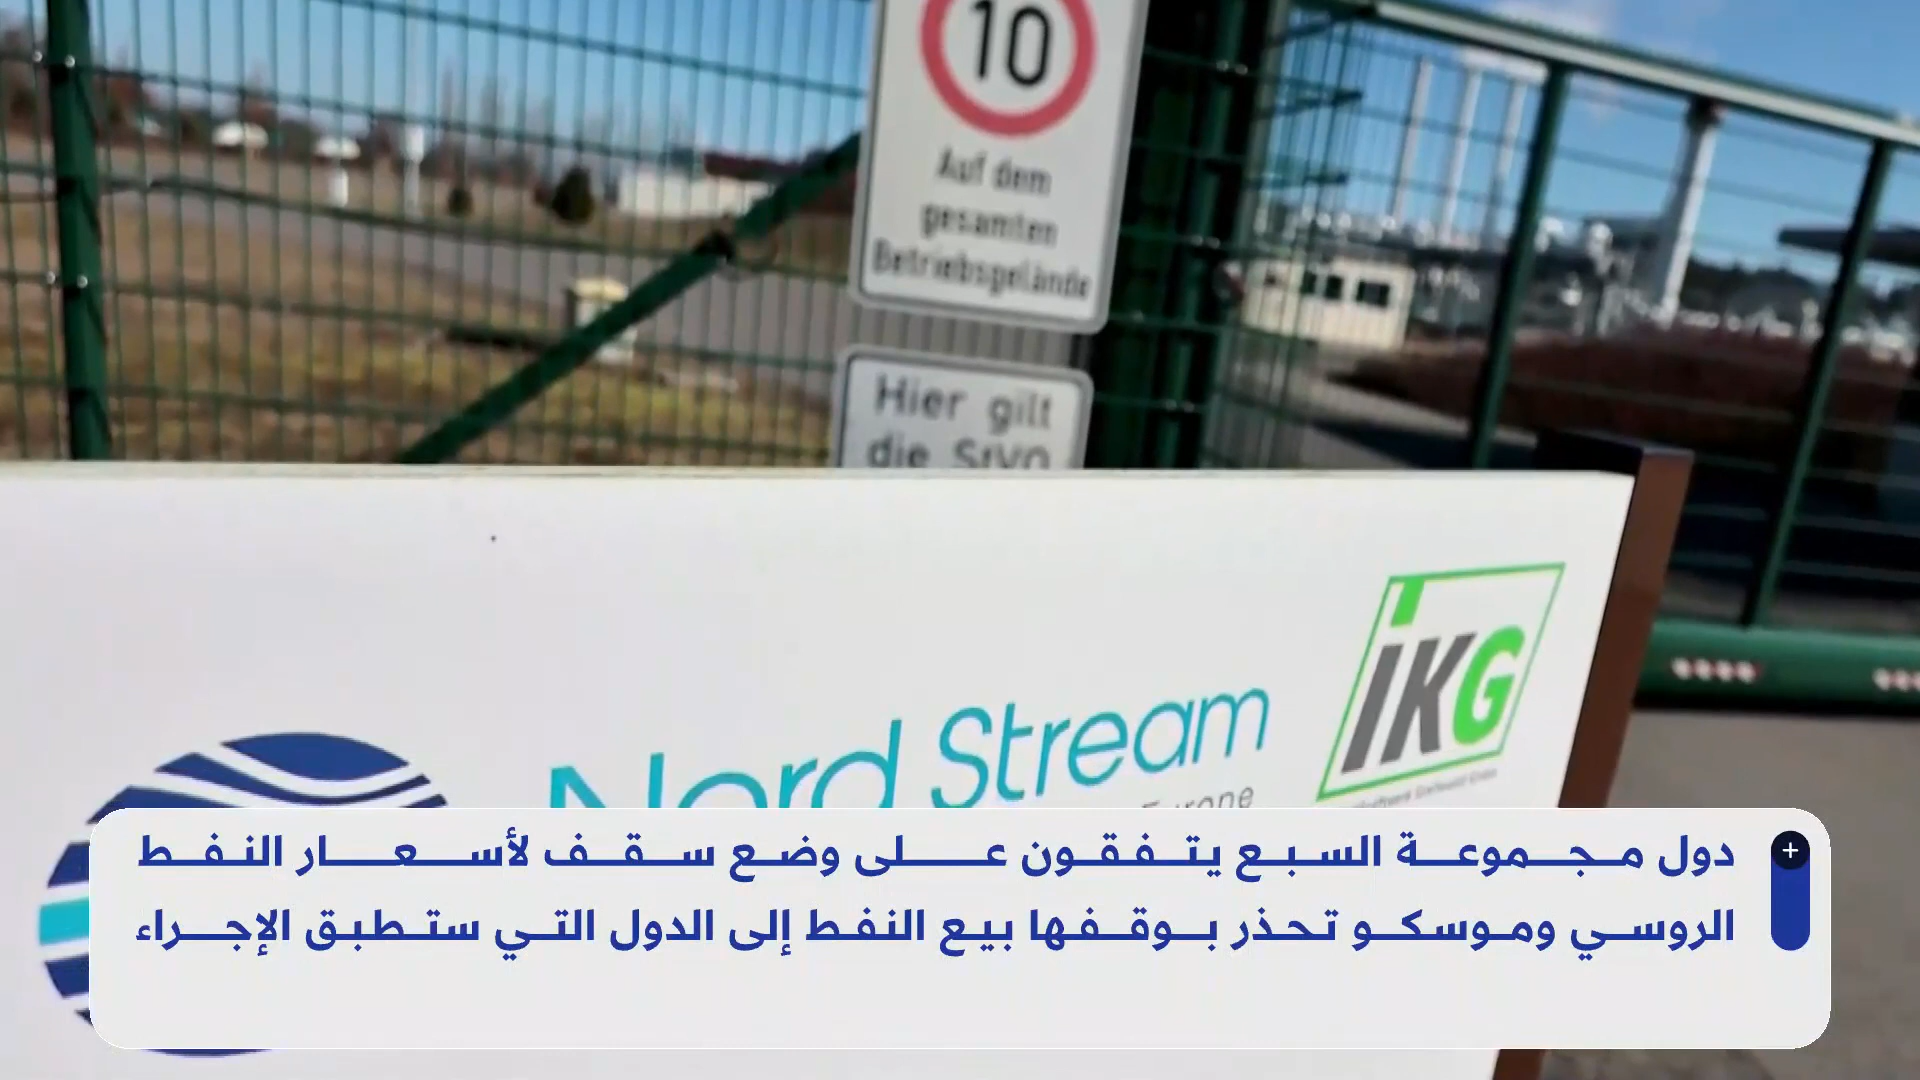 10
Auf dem
gesamten
Betriebsgelände
Hier gilt
die StVO
iKG
Nord Stream
Europe
دول مجموعة السبع يتفقون على وضع سقف لأسعار النفط
الروسي وموسكو تحذر بوقفها بيع النفط إلى الدول التي ستطبق الإجراء